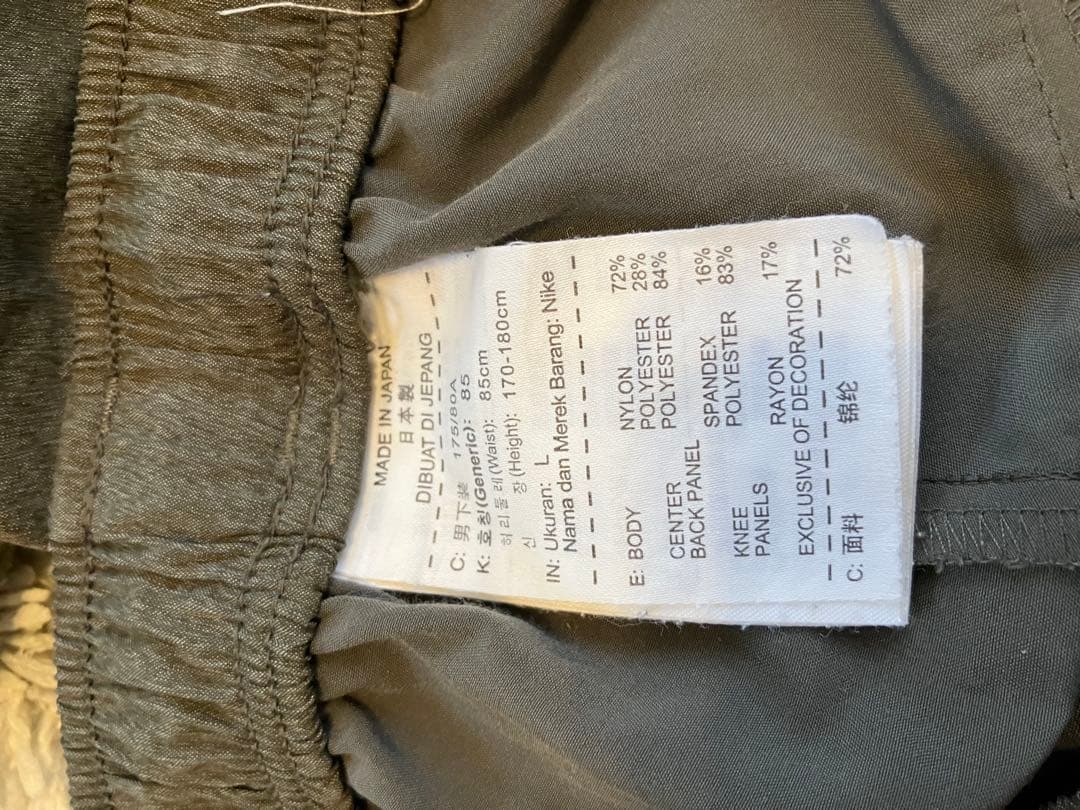 MADE IN JAPAN
日本製
DIBUAT DI JEPANG
C: 男下装 175/80A
K: 호칭(Generic): 85
허리둘레(Waist): 85cm
신 장(Height): 170-180cm
IN: Ukuran: L
Nama dan Merek Barang: Nike
E: BODY NYLON 72%
POLYESTER 28%
CENTER POLYESTER 84%
BACK PANEL
SPANDEX 16%
KNEE POLYESTER 83%
PANELS
RAYON 17%
EXCLUSIVE OF DECORATION
C: 面料 锦纶 72%